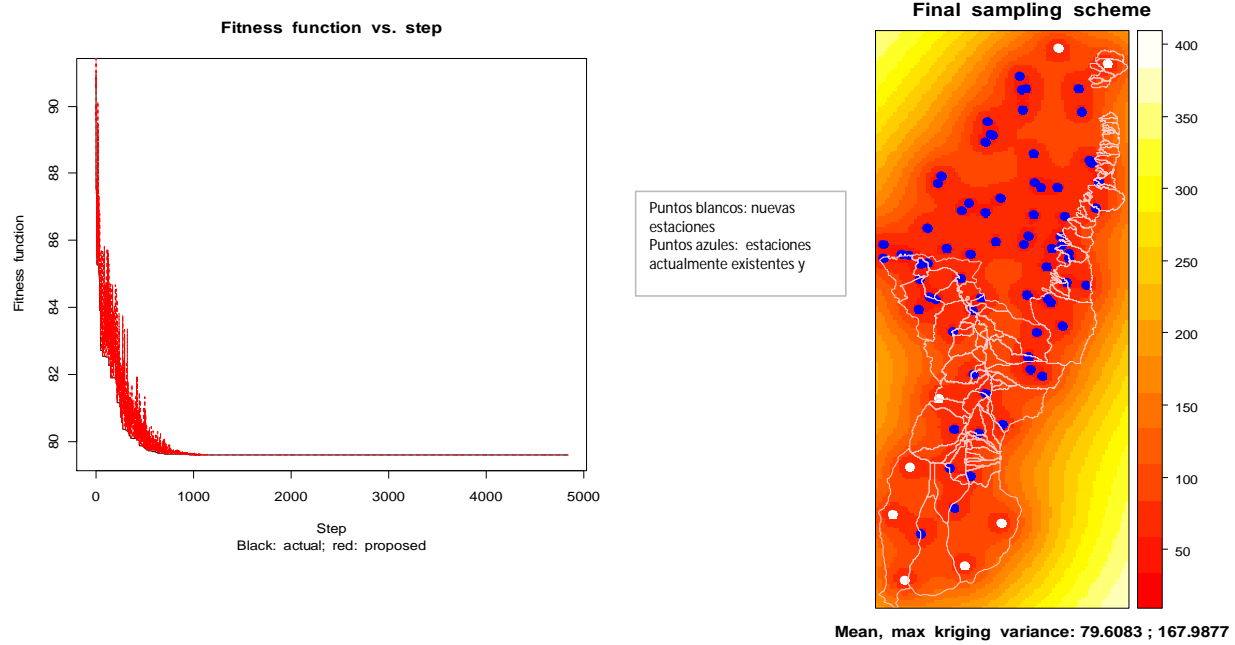 Fitness function vs. step
Fitness function
90
88
86
84
82
80
0
1000
2000
3000
4000
5000
Step
Black: actual; red: proposed
Puntos blancos: nuevas
estaciones
Puntos azules: estaciones
actualmente existentes y
Final sampling scheme
400
350
300
250
200
150
100
50
Mean, max kriging variance: 79.6083 ; 167.9877